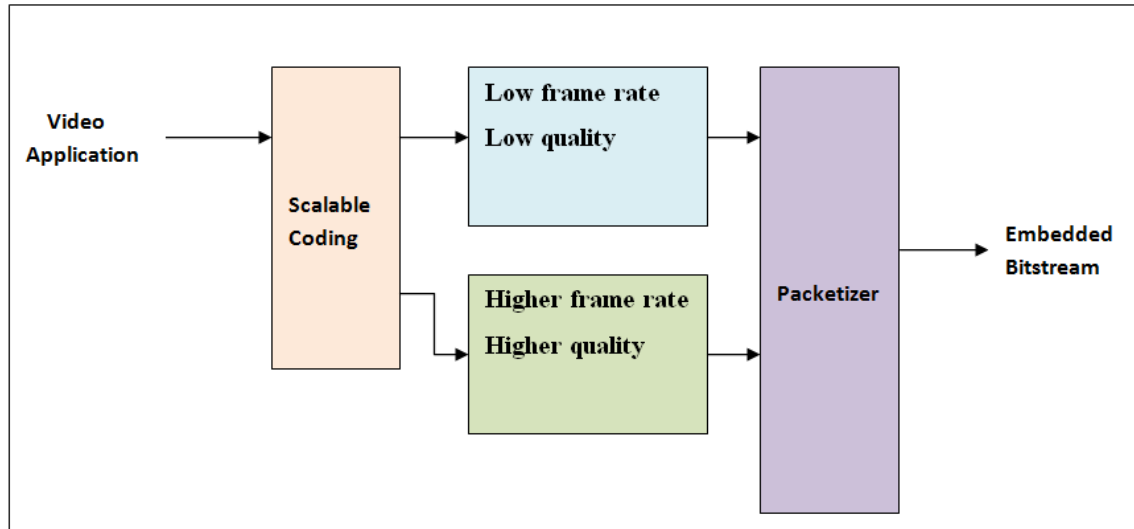 Video
Application
Scalable
Coding
Low frame rate
Low quality
Higher frame rate
Higher quality
Packetizer
Embedded
Bitstream